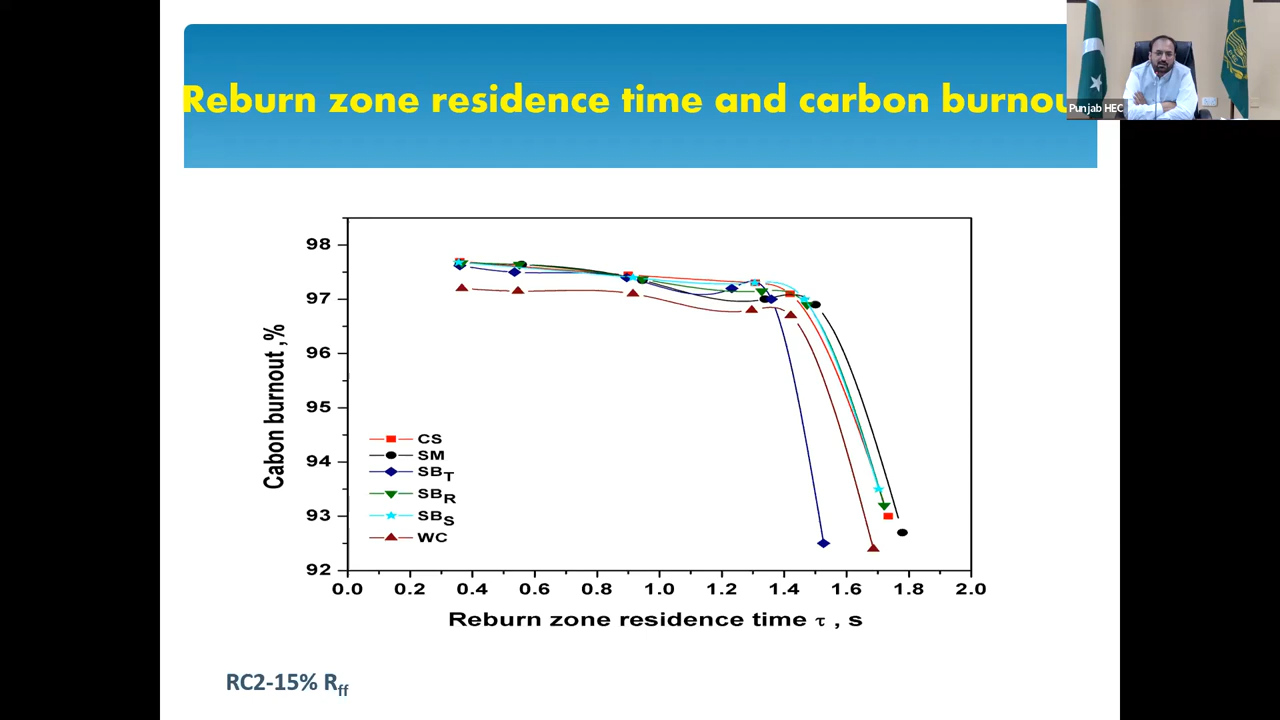 Reburn zone residence time and carbon burnou
Punjab HEC
98
97
96
95
94
93
92
Cabon burnout ,%
CS
SM
SBT
SBR
SBS
WC
0.0 0.2 0.4 0.6 0.8 1.0 1.2 1.4 1.6 1.8 2.0
Reburn zone residence time τ , s
RC2-15% Rff